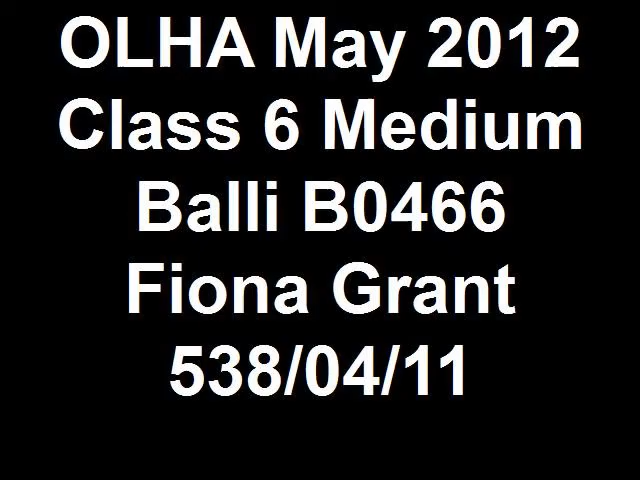 OLHA May 2012
Class 6 Medium
Balli B0466
Fiona Grant
538/04/11